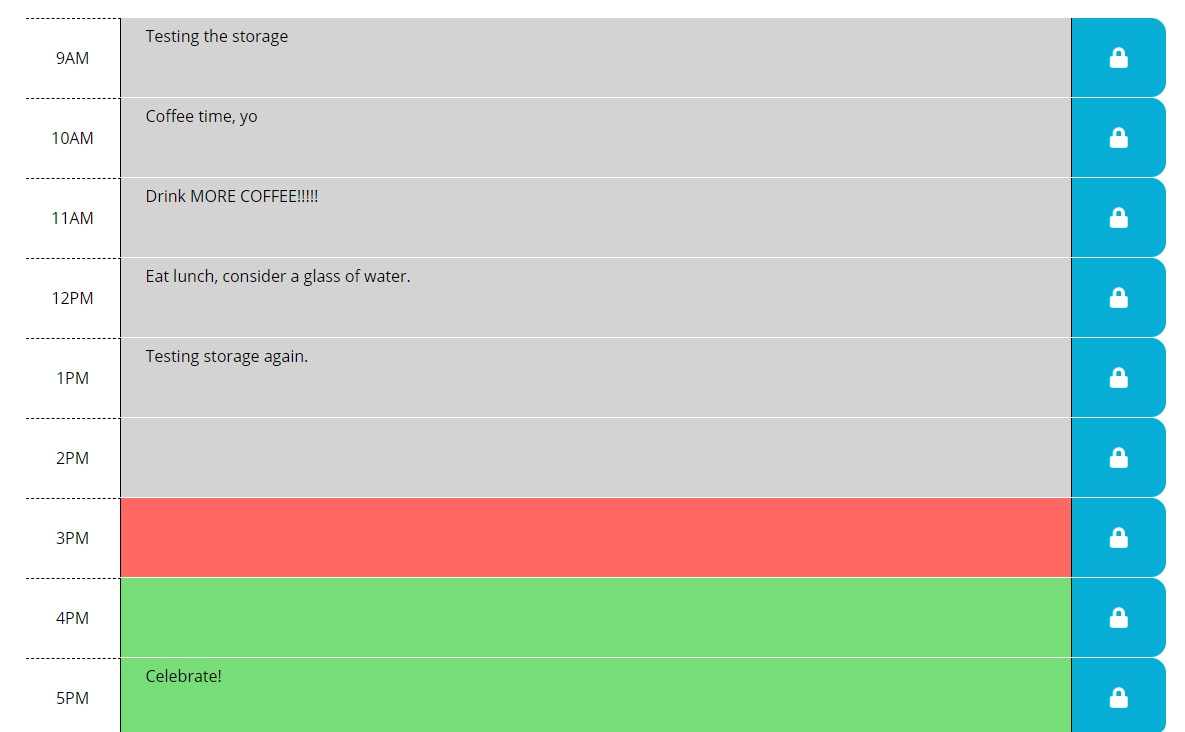 9AM
Testing the storage
10AM
Coffee time, yo
11AM
Drink MORE COFFEE!!!!!
12PM
Eat lunch, consider a glass of water.
1PM
Testing storage again.
2PM
3PM
4PM
5PM
Celebrate!